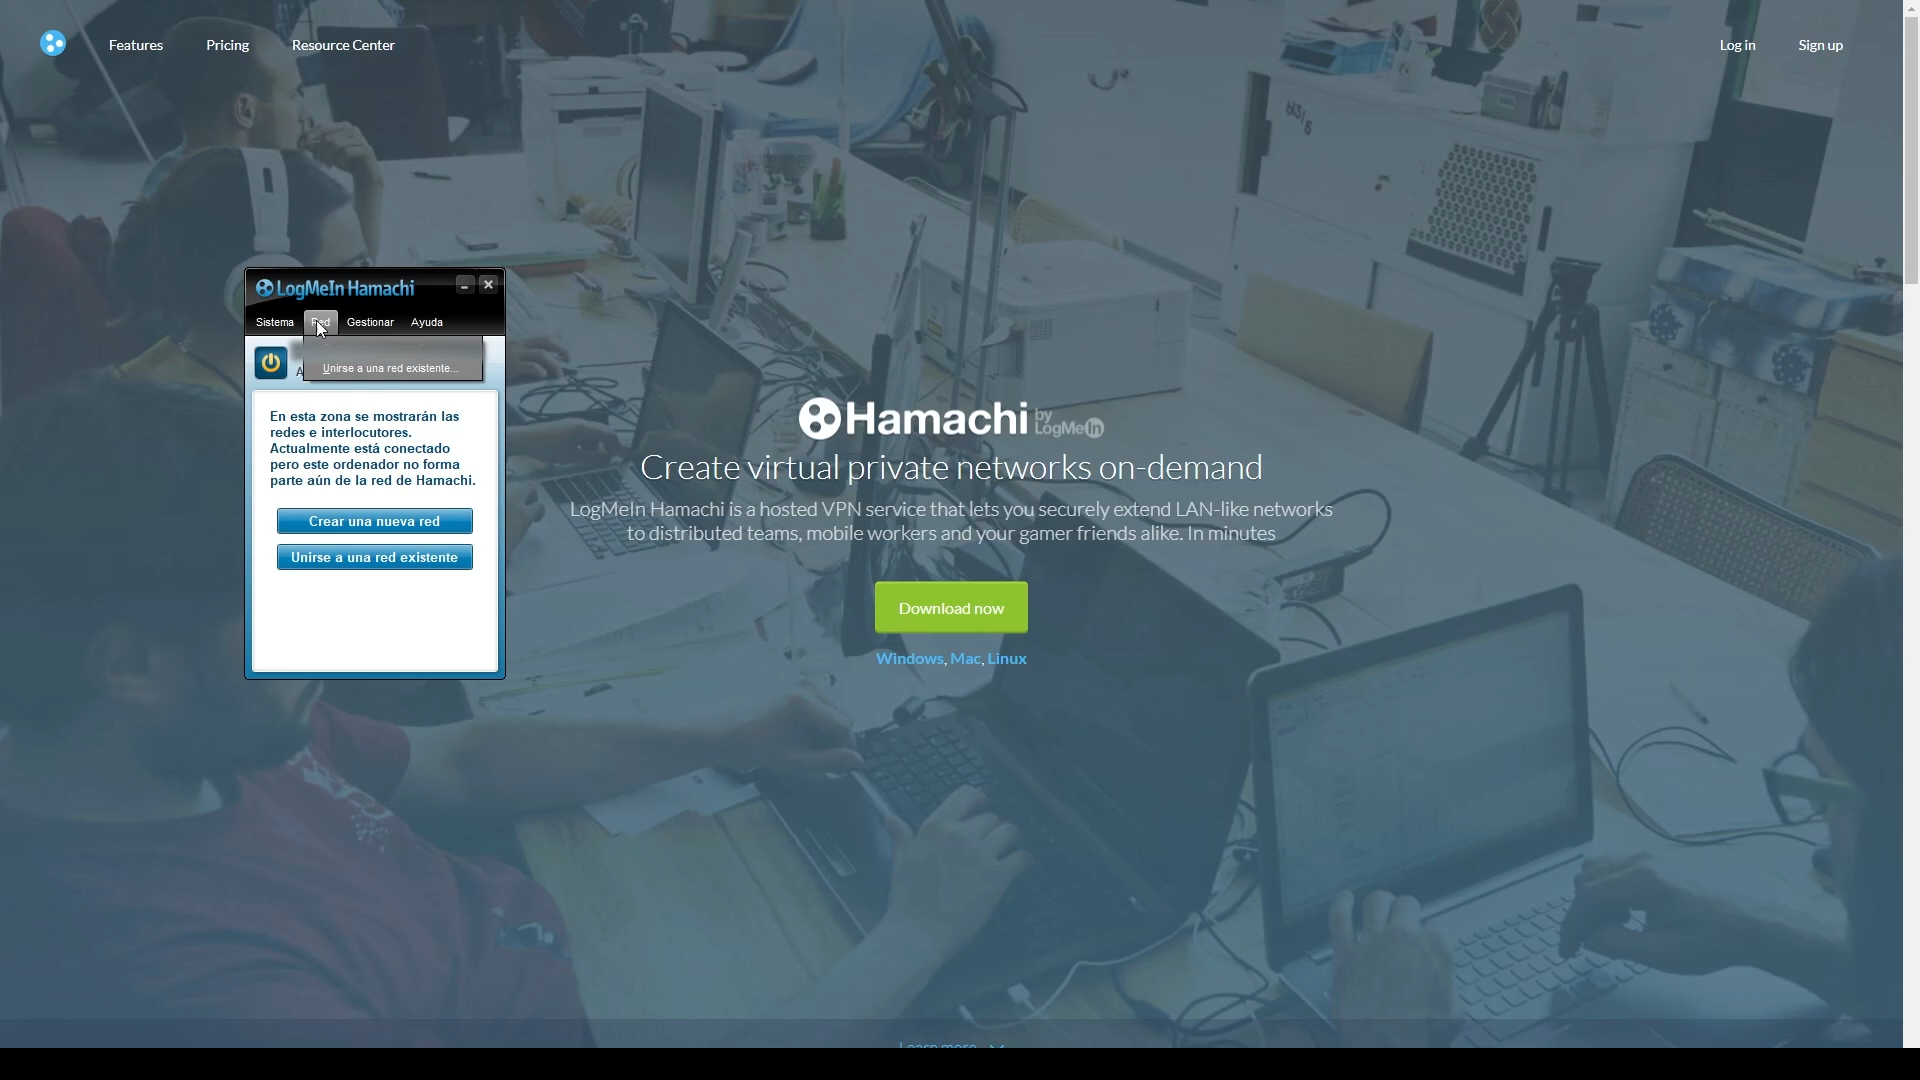 Features
Pricing
Resource Center
Log in
Sign up
LogMeIn Hamachi
Sistema
Red
Gestionar
Ayuda
Unirse a una red existente...
A
En esta zona se mostrarán las
redes e interlocutores.
Actualmente está conectado
pero este ordenador no forma
parte aún de la red de Hamachi.
Crear una nueva red
Unirse a una red existente
Hamachi by LogMeIn
Create virtual private networks on-demand
LogMeIn Hamachi is a hosted VPN service that lets you securely extend LAN-like networks
to distributed teams, mobile workers and your gamer friends alike. In minutes
Download now
Windows, Mac, Linux
Learn more